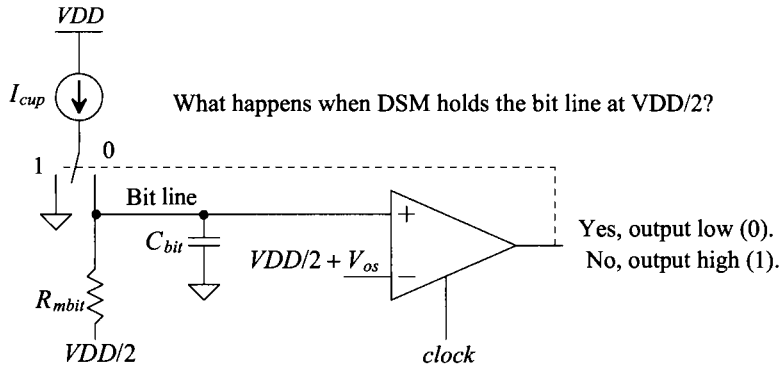 VDD
I_cup
What happens when DSM holds the bit line at VDD/2?
0
1
Bit line
+
C_bit
VDD/2 + V_os
−
Yes, output low (0).
No, output high (1).
R_mbit
VDD/2
clock